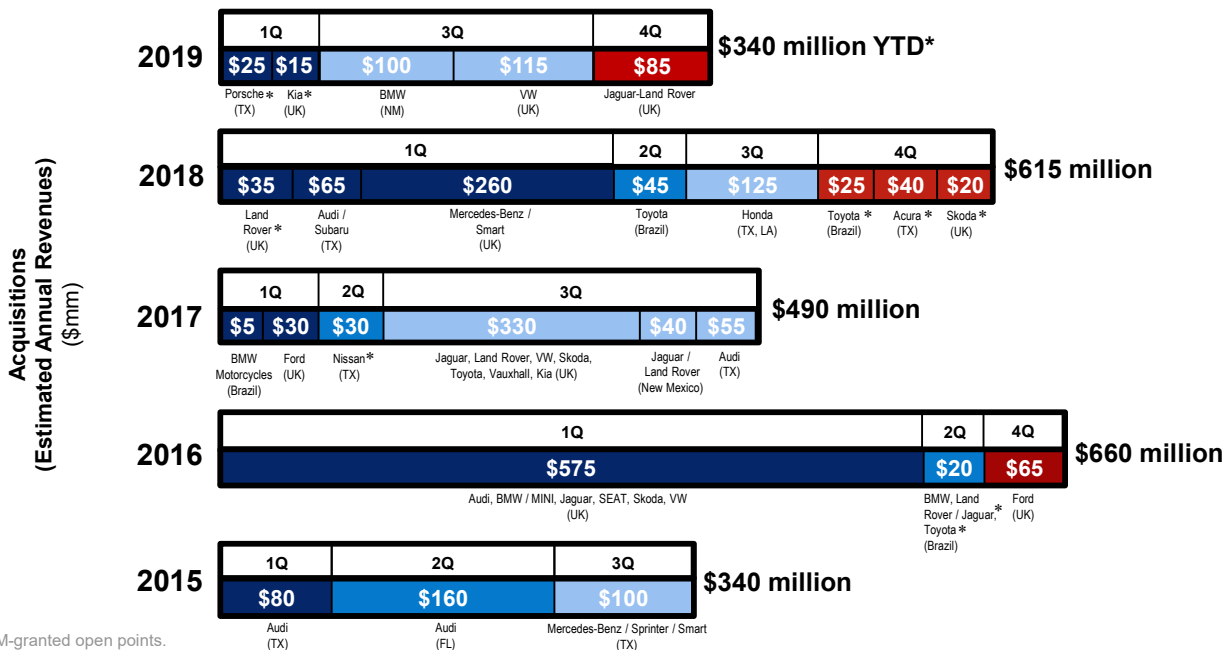 Acquisitions
(Estimated Annual Revenues)
($mm)
2019
1Q 3Q 4Q
$25 $15 $100 $115 $85
$340 million YTD*
Porsche* Kia* BMW VW Jaguar-Land Rover
(TX) (UK) (NM) (UK) (UK)
2018
1Q 2Q 3Q 4Q
$35 $65 $260 $45 $125 $25 $40 $20
$615 million
Land Audi / Mercedes-Benz / Toyota Honda Toyota * Acura* Skoda*
Rover* Subaru Smart (Brazil) (TX, LA) (Brazil) (TX) (UK)
(UK) (TX) (UK)
2017
1Q 2Q 3Q
$5 $30 $30 $330 $40 $55
$490 million
BMW Ford Nissan* Jaguar, Land Rover, VW, Skoda, Jaguar / Audi
Motorcycles (UK) (TX) Toyota, Vauxhall, Kia (UK) Land Rover (TX)
(Brazil) (New Mexico)
2016
1Q 2Q 4Q
$575 $20 $65
$660 million
Audi, BMW / MINI, Jaguar, SEAT, Skoda, VW BMW, Land Ford
(UK) Rover / Jaguar,* (UK)
Toyota *
(Brazil)
2015
1Q 2Q 3Q
$80 $160 $100
$340 million
Audi Audi Mercedes-Benz / Sprinter / Smart
(TX) (FL) (TX)
M-granted open points.